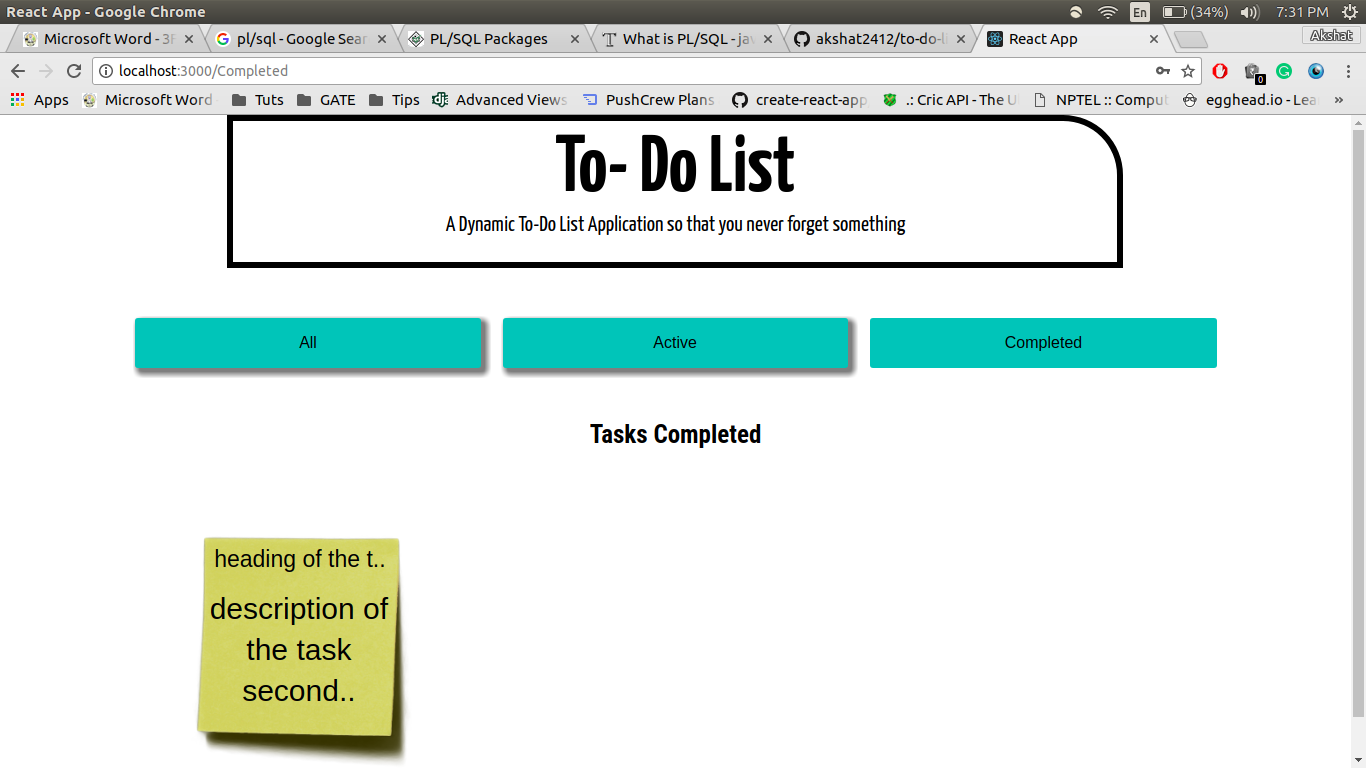 React App - Google Chrome
En
(34%)
7:31 PM
Microsoft Word - 3F
pl/sql - Google Sear
PL/SQL Packages
What is PL/SQL - jav
akshat2412/to-do-li
React App
Akshat
localhost:3000/Completed
0
Apps
Microsoft Word
Tuts
GATE
Tips
Advanced Views
PushCrew Plans
create-react-app
.: Cric API - The U
NPTEL :: Comput
egghead.io - Lea
»
To- Do List
A Dynamic To-Do List Application so that you never forget something
All
Active
Completed
Tasks Completed
heading of the t..
description of
the task
second..